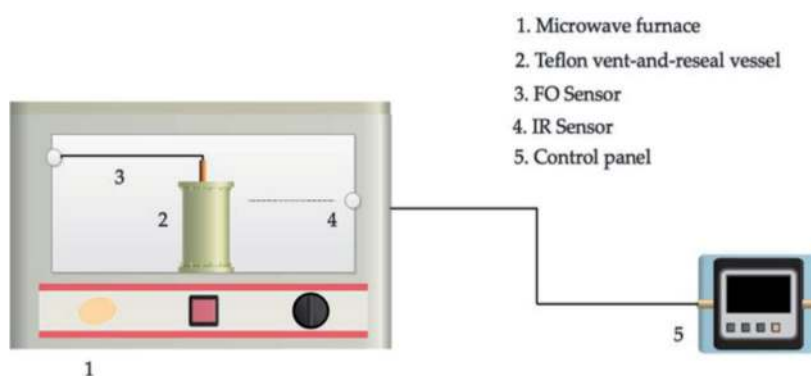 1. Microwave furnace
2. Teflon vent-and-reseal vessel
3. FO Sensor
4. IR Sensor
5. Control panel
3
2
4
5
1